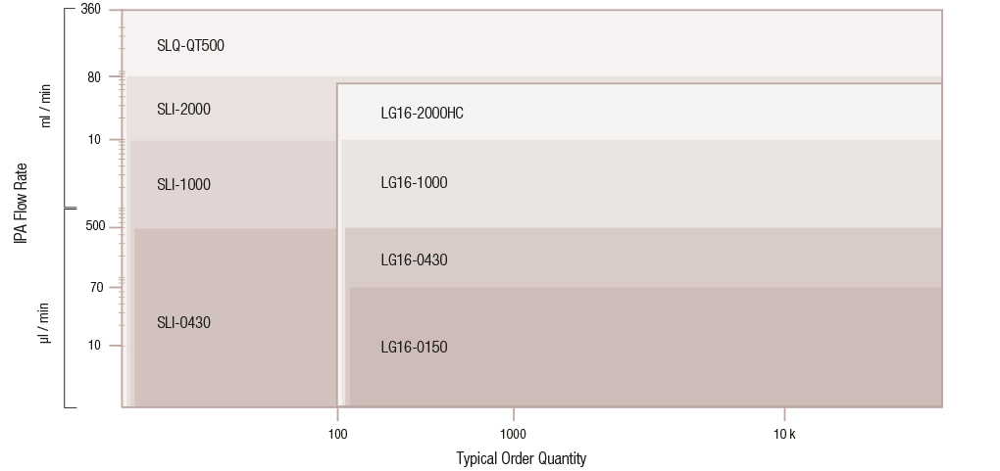 360
SLQ-QT500
80
SLI-2000
LG16-2000HC
ml / min
10
SLI-1000
LG16-1000
IPA Flow Rate
500
LG16-0430
70
SLI-0430
µl / min
10
LG16-0150
100
1000
10 k
Typical Order Quantity